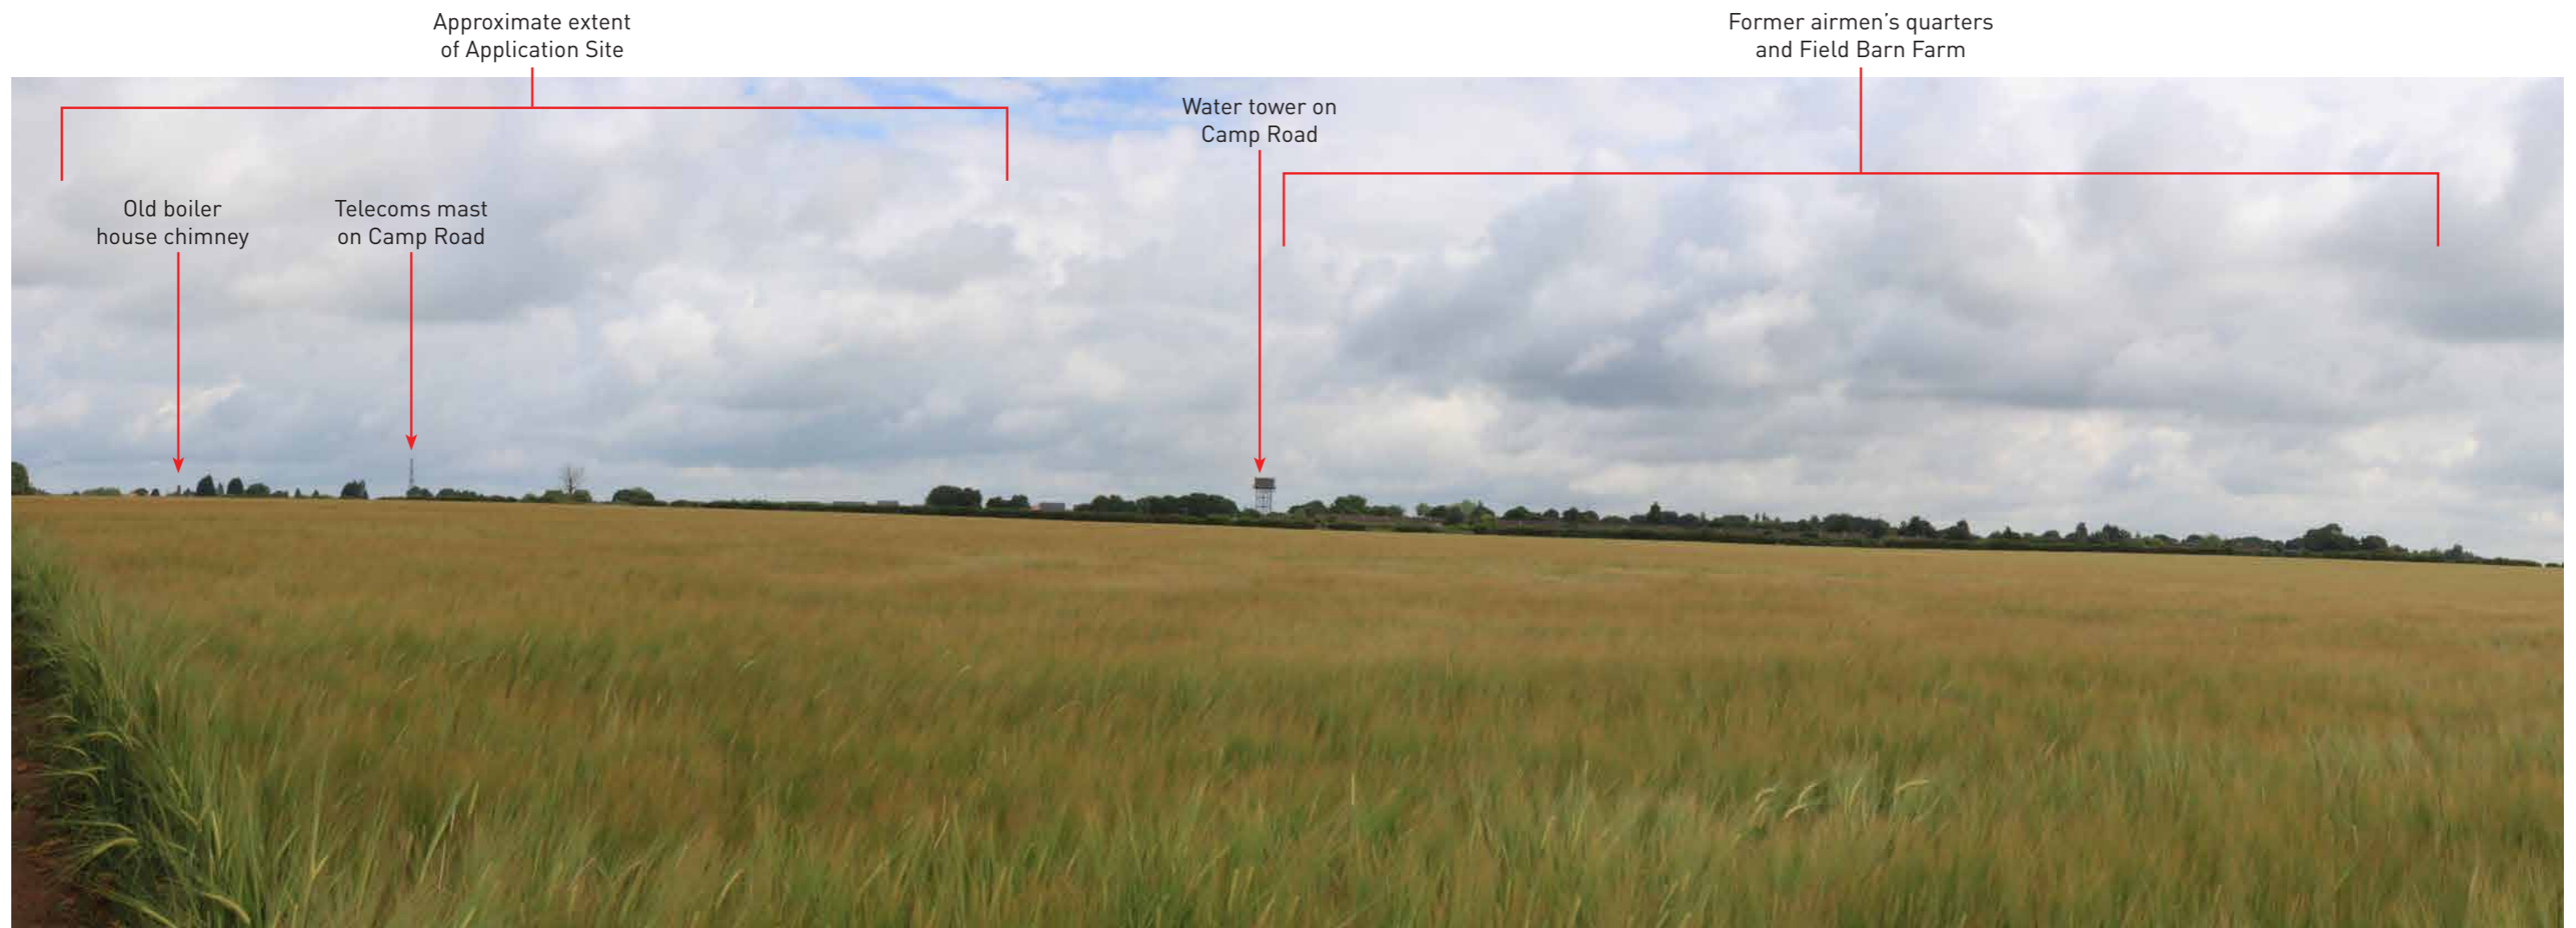 Approximate extent
of Application Site
Former airmen's quarters
and Field Barn Farm
Water tower on
Camp Road
Old boiler
house chimney
Telecoms mast
on Camp Road